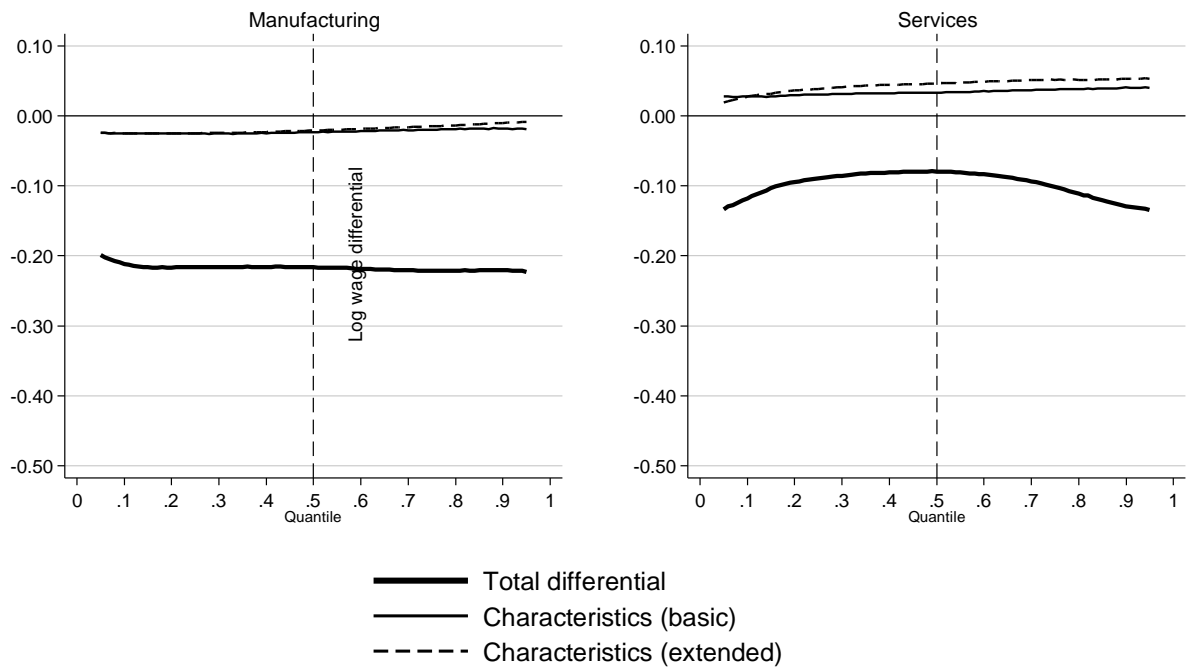 Manufacturing
0.10
0.00
-0.10
-0.20
-0.30
-0.40
-0.50
0 .1 .2 .3 .4 .5 .6 .7 .8 .9 1
Quantile
Log wage differential
Services
0.10
0.00
-0.10
-0.20
-0.30
-0.40
-0.50
0 .1 .2 .3 .4 .5 .6 .7 .8 .9 1
Quantile
Total differential
Characteristics (basic)
Characteristics (extended)